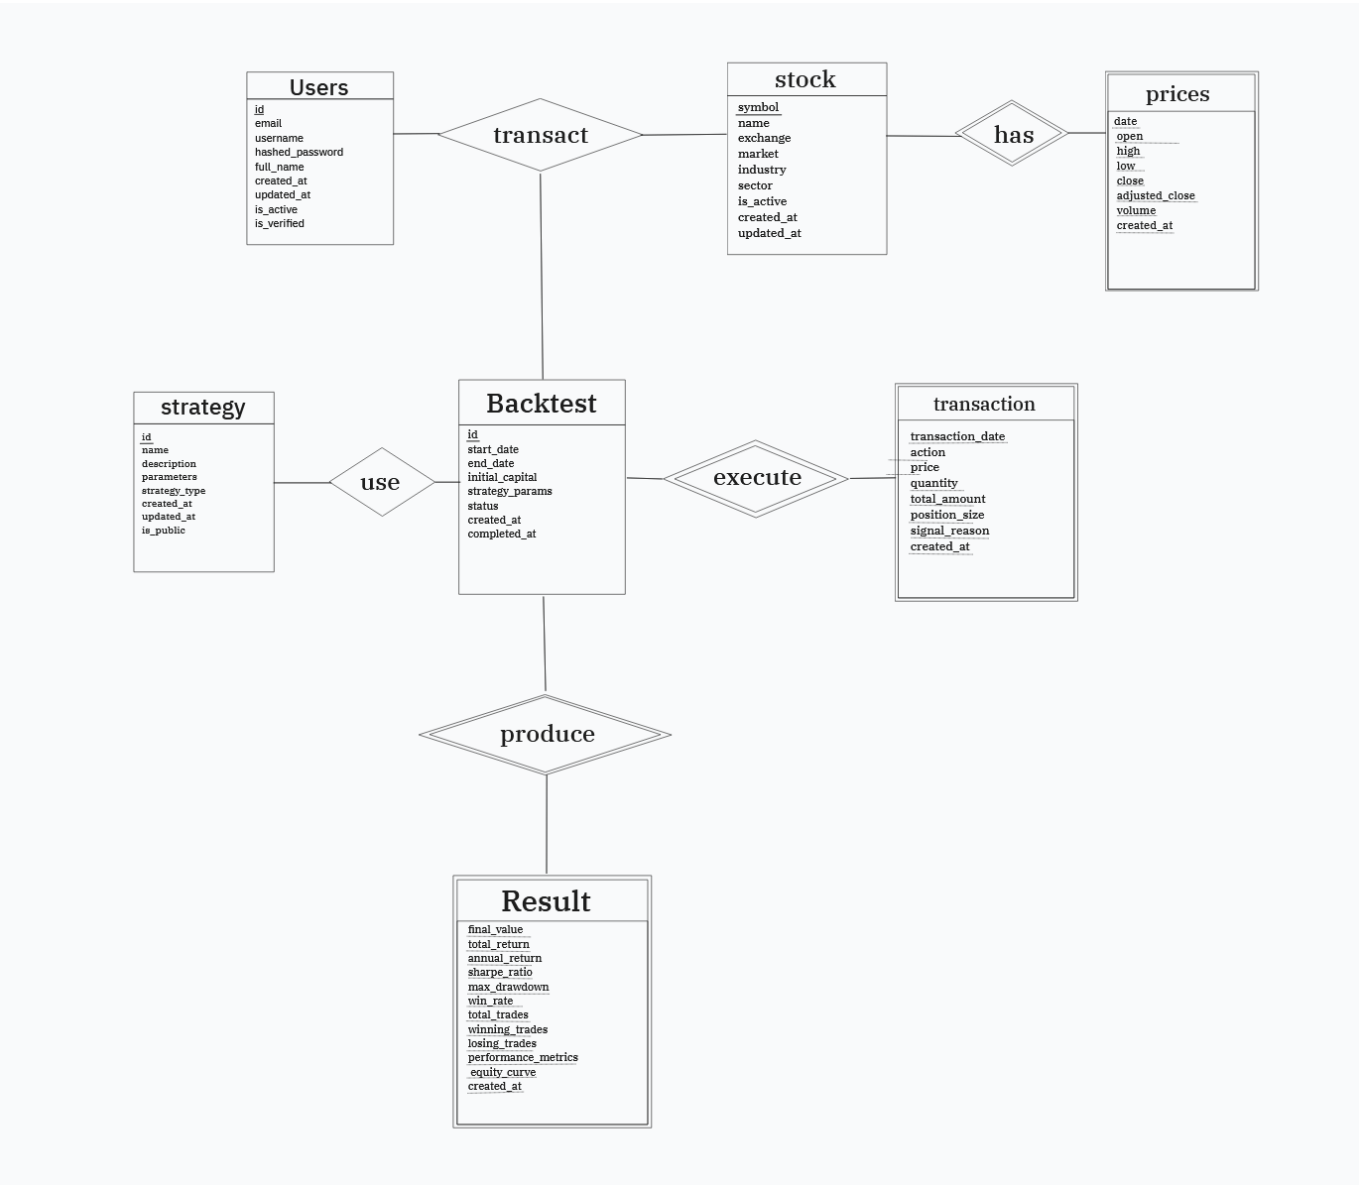 Users
id
email
username
hashed_password
full_name
created_at
updated_at
is_active
is_verified
transact
stock
symbol
name
exchange
market
industry
sector
is_active
created_at
updated_at
has
prices
date
open
high
low
close
adjusted_close
volume
created_at
strategy
id
name
description
parameters
strategy_type
created_at
updated_at
is_public
use
Backtest
id
start_date
end_date
initial_capital
strategy_params
status
created_at
completed_at
execute
transaction
transaction_date
action
price
quantity
total_amount
position_size
signal_reason
created_at
produce
Result
final_value
total_return
annual_return
sharpe_ratio
max_drawdown
win_rate
total_trades
winning_trades
losing_trades
performance_metrics
equity_curve
created_at